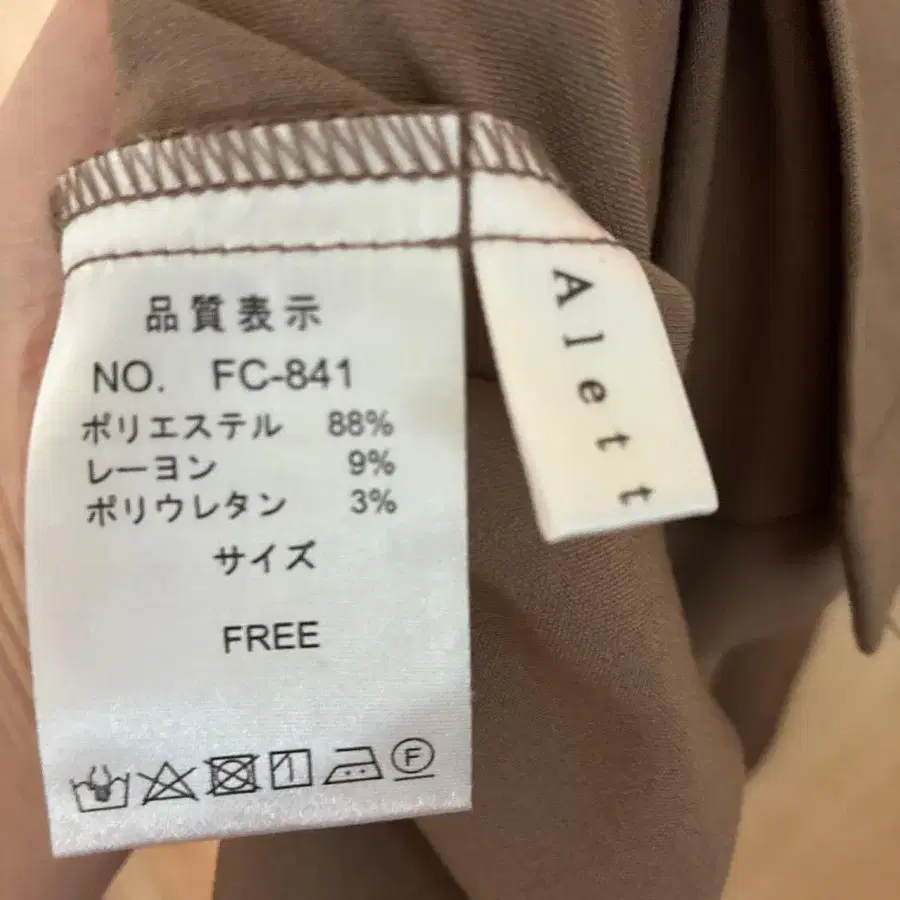 品質表示
NO. FC-841
ポリエステル 88%
レーヨン 9%
ポリウレタン 3%
サイズ
FREE
F
Alett